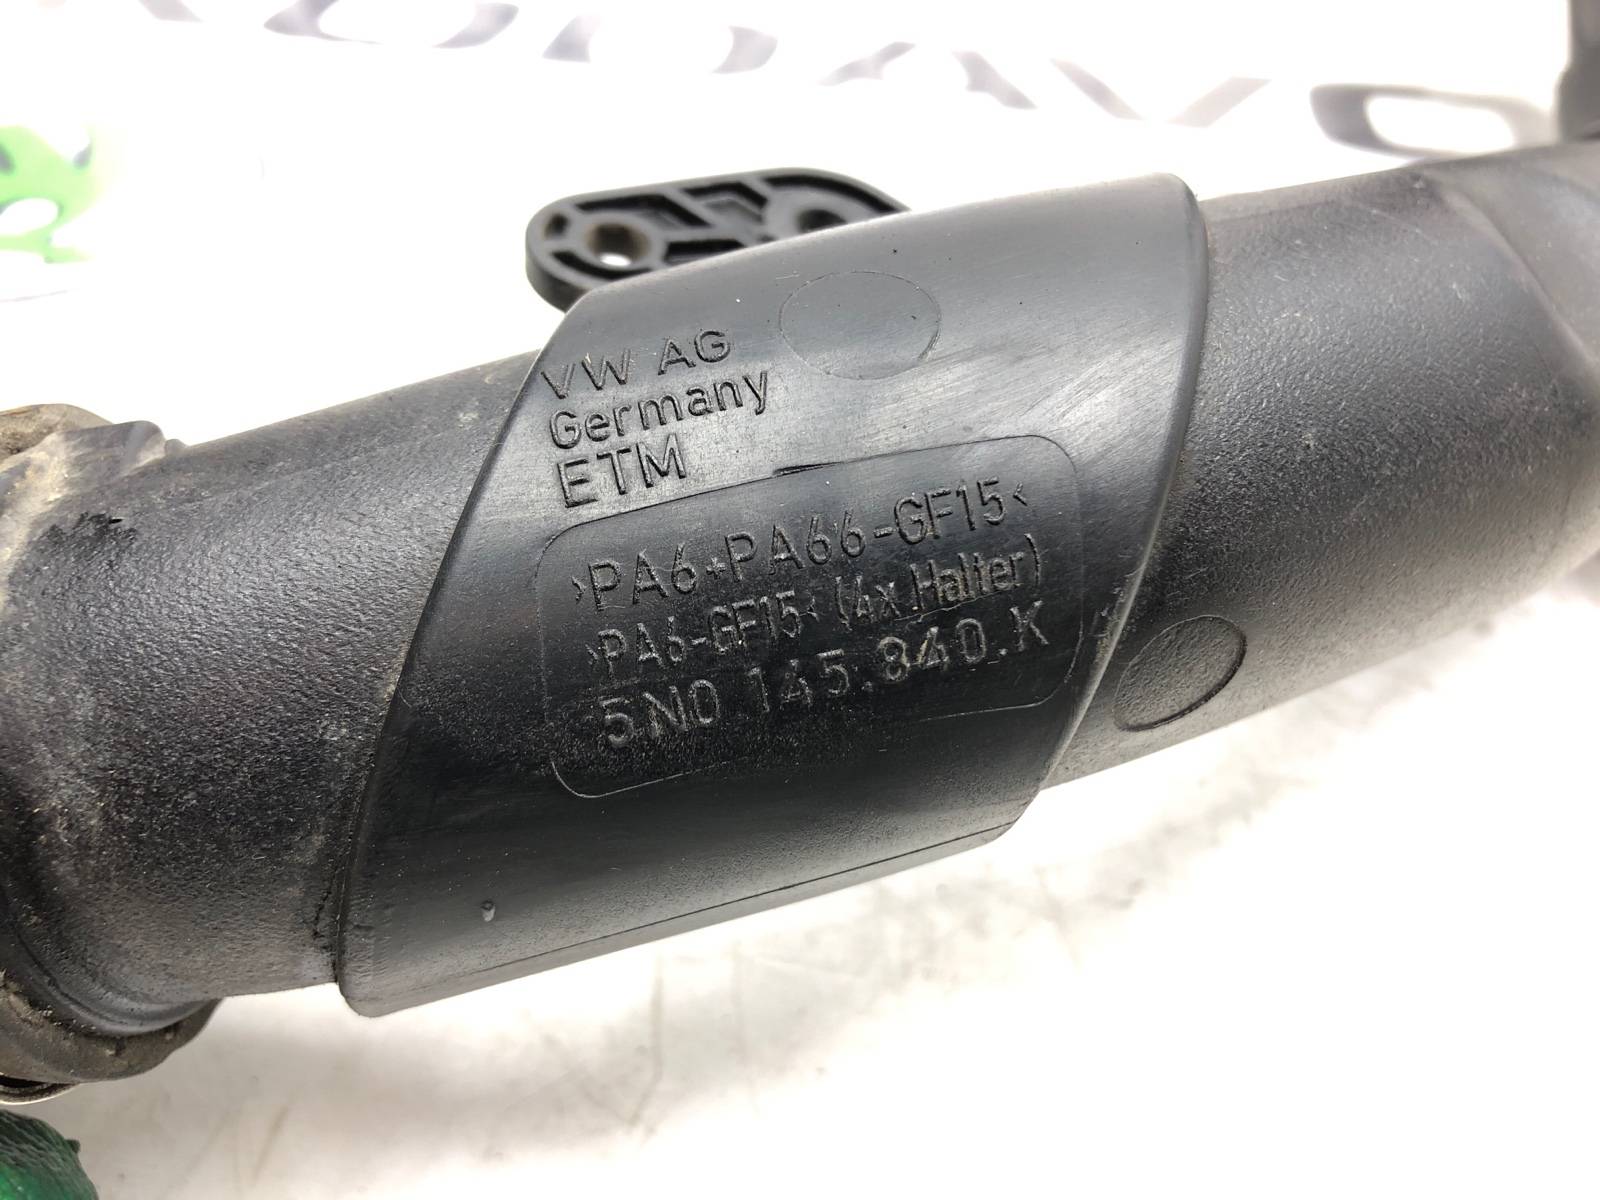 VW AG
Germany
ETM
>PA6+PA66-GF15<
>PA6-GF15< (4x Halter)
5N0 145.840.K